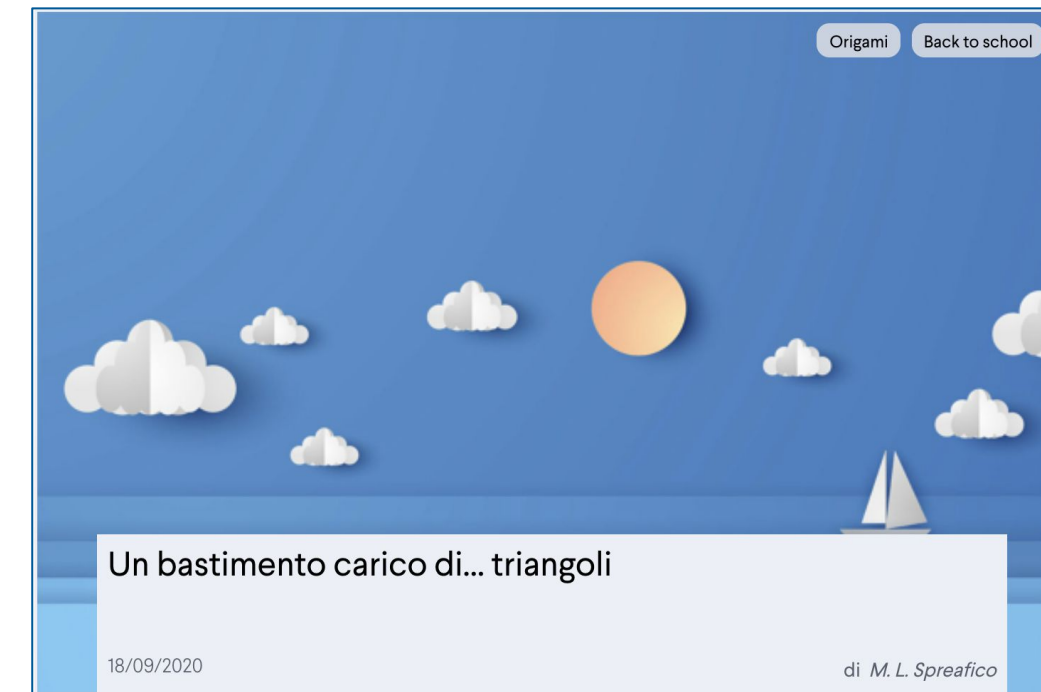 Origami Back to school
Un bastimento carico di... triangoli
18/09/2020 di M. L. Spreafico